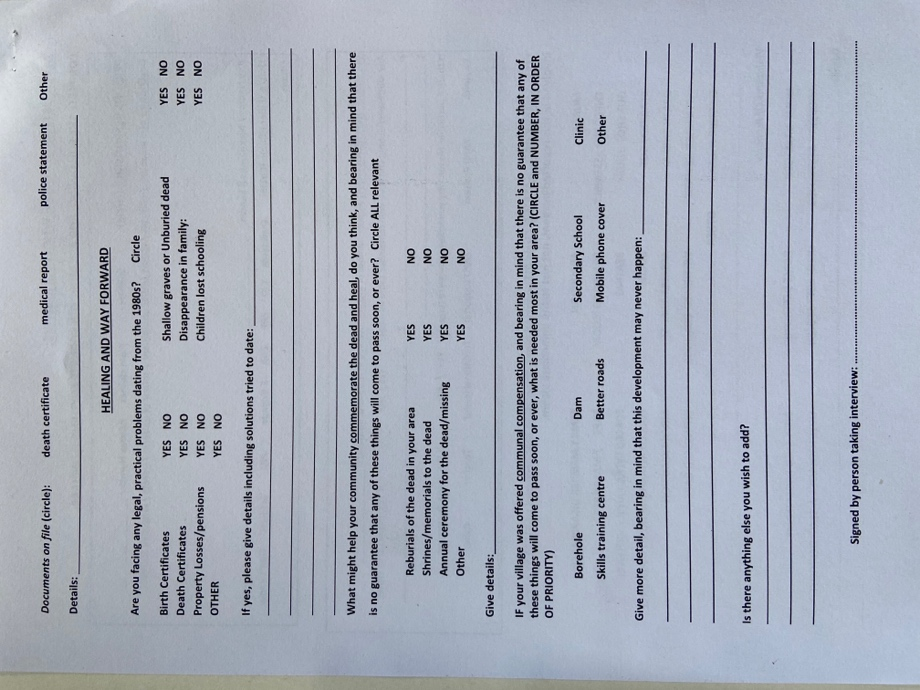 Documents on file (circle): death certificate medical report police statement Other
Details:
HEALING AND WAY FORWARD
Are you facing any legal, practical problems dating from the 1980s? Circle
Birth Certificates YES NO Shallow graves or Unburied dead YES NO
Death Certificates YES NO Disappearance in family: YES NO
Property Losses/pensions YES NO Children lost schooling YES NO
OTHER YES NO
If yes, please give details including solutions tried to date:
What might help your community commemorate the dead and heal, do you think, and bearing in mind that there
is no guarantee that any of these things will come to pass soon, or ever? Circle ALL relevant
Reburials of the dead in your area YES NO
Shrines/memorials to the dead YES NO
Annual ceremony for the dead/missing YES NO
Other YES NO
Give details:
IF your village was offered communal compensation, and bearing in mind that there is no guarantee that any of
these things will come to pass soon, or ever, what is needed most in your area? (CIRCLE and NUMBER, IN ORDER
OF PRIORITY)
Borehole Dam Secondary School Clinic
Skills training centre Better roads Mobile phone cover Other
Give more detail, bearing in mind that this development may never happen:
Is there anything else you wish to add?
Signed by person taking interview: